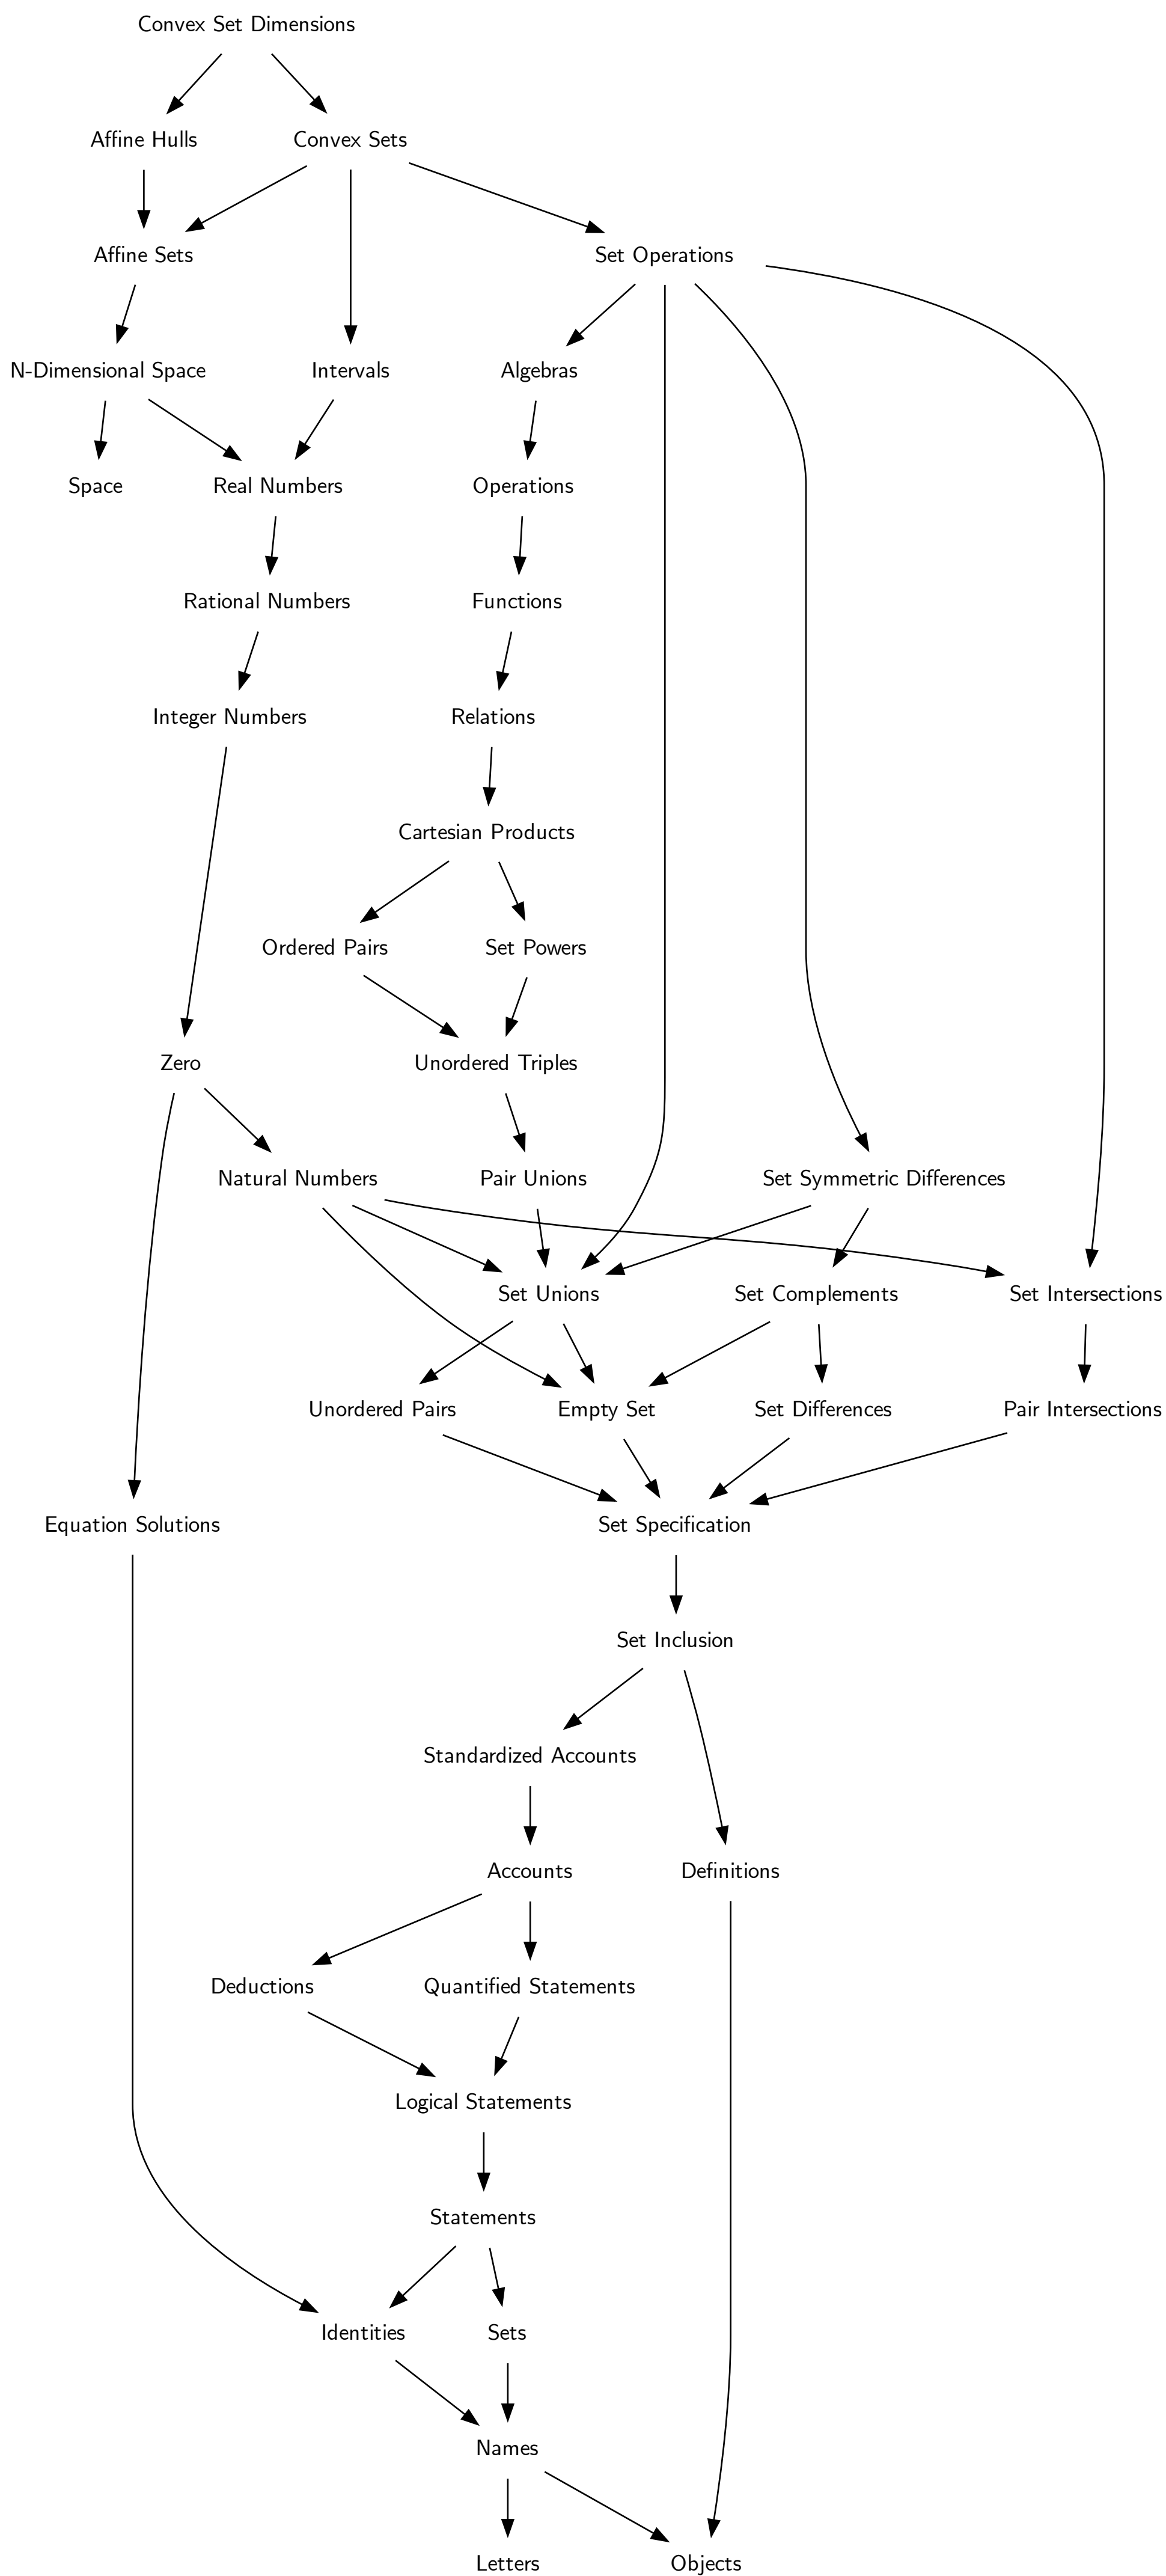 Convex Set Dimensions
Affine Hulls
Convex Sets
Affine Sets
Set Operations
N-Dimensional Space
Intervals
Algebras
Space
Real Numbers
Operations
Rational Numbers
Functions
Integer Numbers
Relations
Cartesian Products
Ordered Pairs
Set Powers
Zero
Unordered Triples
Natural Numbers
Pair Unions
Set Symmetric Differences
Set Unions
Set Complements
Set Intersections
Unordered Pairs
Empty Set
Set Differences
Pair Intersections
Equation Solutions
Set Specification
Set Inclusion
Standardized Accounts
Accounts
Definitions
Deductions
Quantified Statements
Logical Statements
Statements
Identities
Sets
Names
Letters
Objects